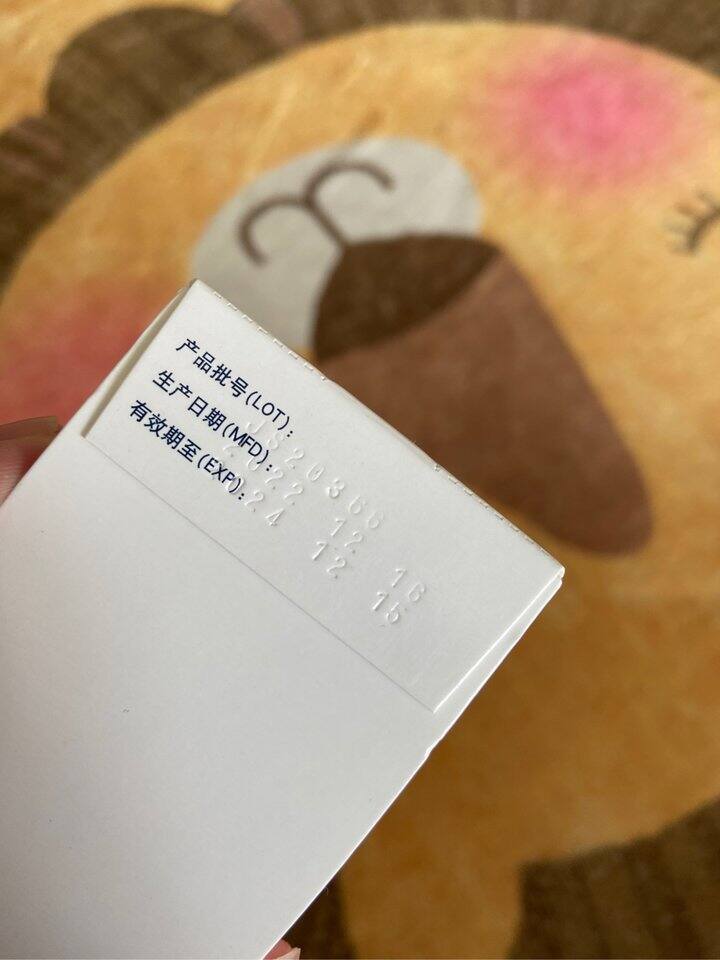 产品批号(LOT):
生产日期(MFD):
有效期至(EXP):
JS20366
2022 12 16
2024 12 15